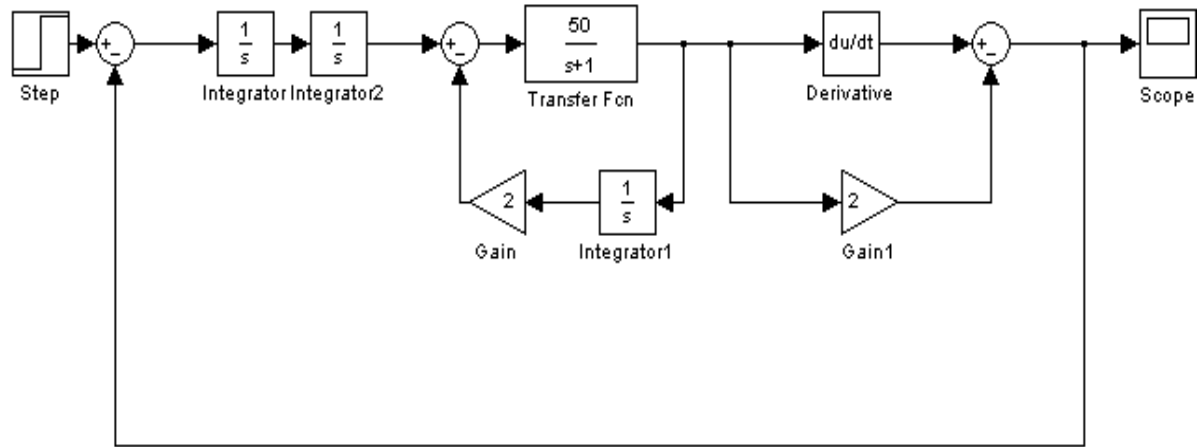 +
-
1
s
1
s
+
-
50
s+1
du/dt
+
-
Step
Integrator
Integrator2
Transfer Fcn
Derivative
Scope
2
1
s
2
Gain
Integrator1
Gain1